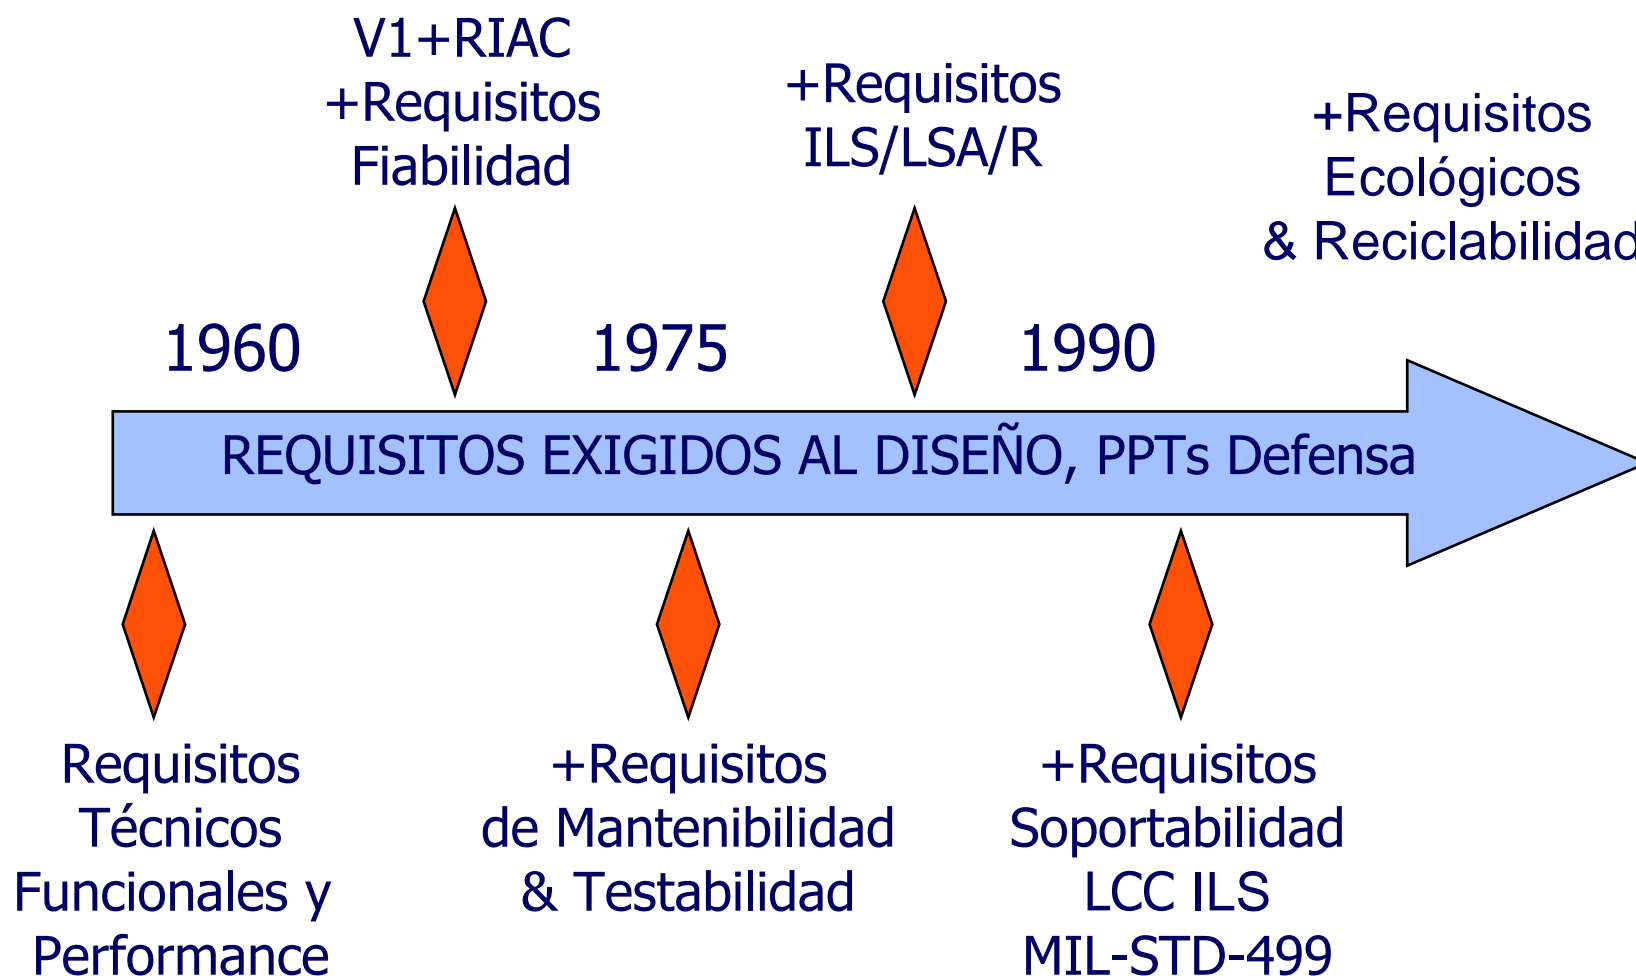 V1+RIAC
+Requisitos
Fiabilidad
+Requisitos
ILS/LSA/R
+Requisitos
Ecológicos
& Reciclabilidad
1960
1975
1990
REQUISITOS EXIGIDOS AL DISEÑO, PPTs Defensa
Requisitos
Técnicos
Funcionales y
Performance
+Requisitos
de Mantenibilidad
& Testabilidad
+Requisitos
Soportabilidad
LCC ILS
MIL-STD-499